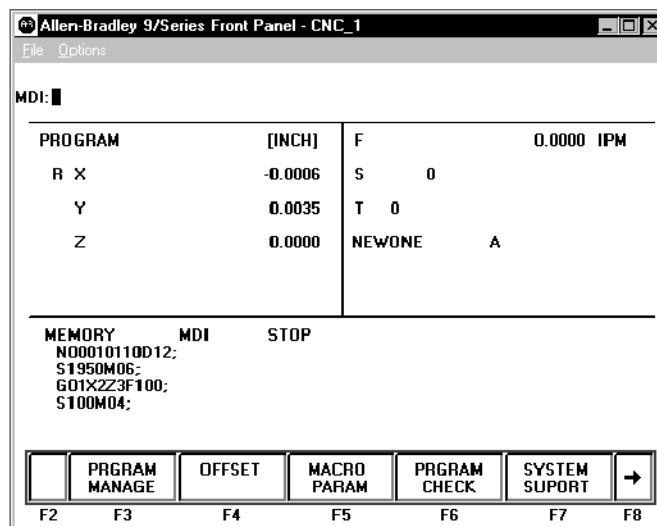 AB Allen-Bradley 9/Series Front Panel - CNC_1
File Options
MDI:
PROGRAM [INCH] F 0.0000 IPM
R X -0.0006 S 0
Y 0.0035 T 0
Z 0.0000 NEWONE A
MEMORY MDI STOP
N00010110D12;
S1950M06;
G01X2Z3F100;
S100M04;
PRGRAM MANAGE OFFSET MACRO PARAM PRGRAM CHECK SYSTEM SUPORT →
F2 F3 F4 F5 F6 F7 F8